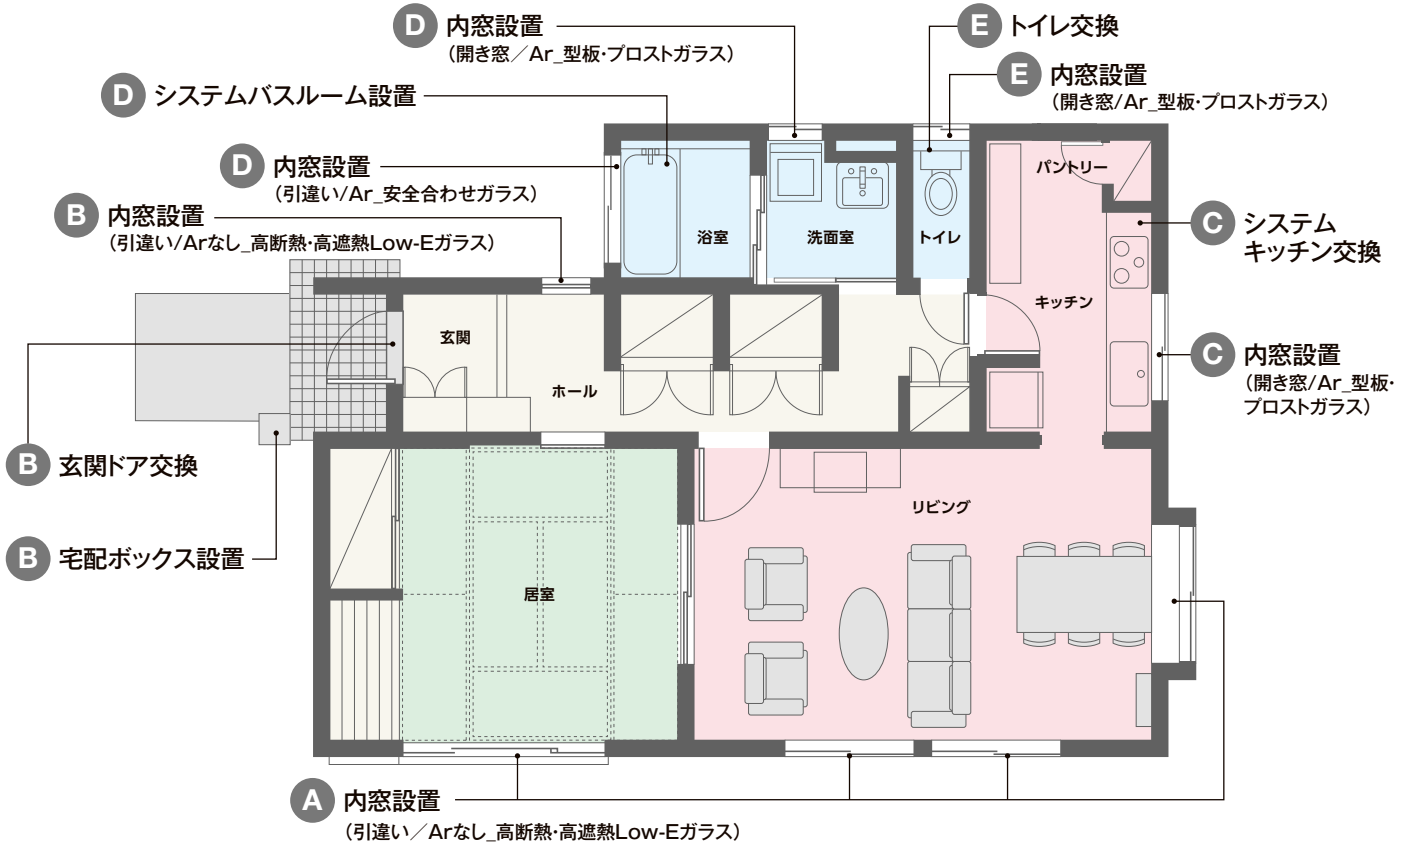 D 内窓設置
（開き窓／Ar_型板・プロストガラス）
E トイレ交換
E 内窓設置
（開き窓/Ar_型板・プロストガラス）
D システムバスルーム設置
D 内窓設置
（引違い/Ar_安全合わせガラス）
B 内窓設置
（引違い/Arなし_高断熱・高遮熱Low-Eガラス）
パントリー
C システム
キッチン交換
浴室
洗面室
トイレ
キッチン
玄関
ホール
C 内窓設置
（開き窓/Ar_型板・
プロストガラス）
B 玄関ドア交換
リビング
B 宅配ボックス設置
居室
A 内窓設置
（引違い／Arなし_高断熱・高遮熱Low-Eガラス）